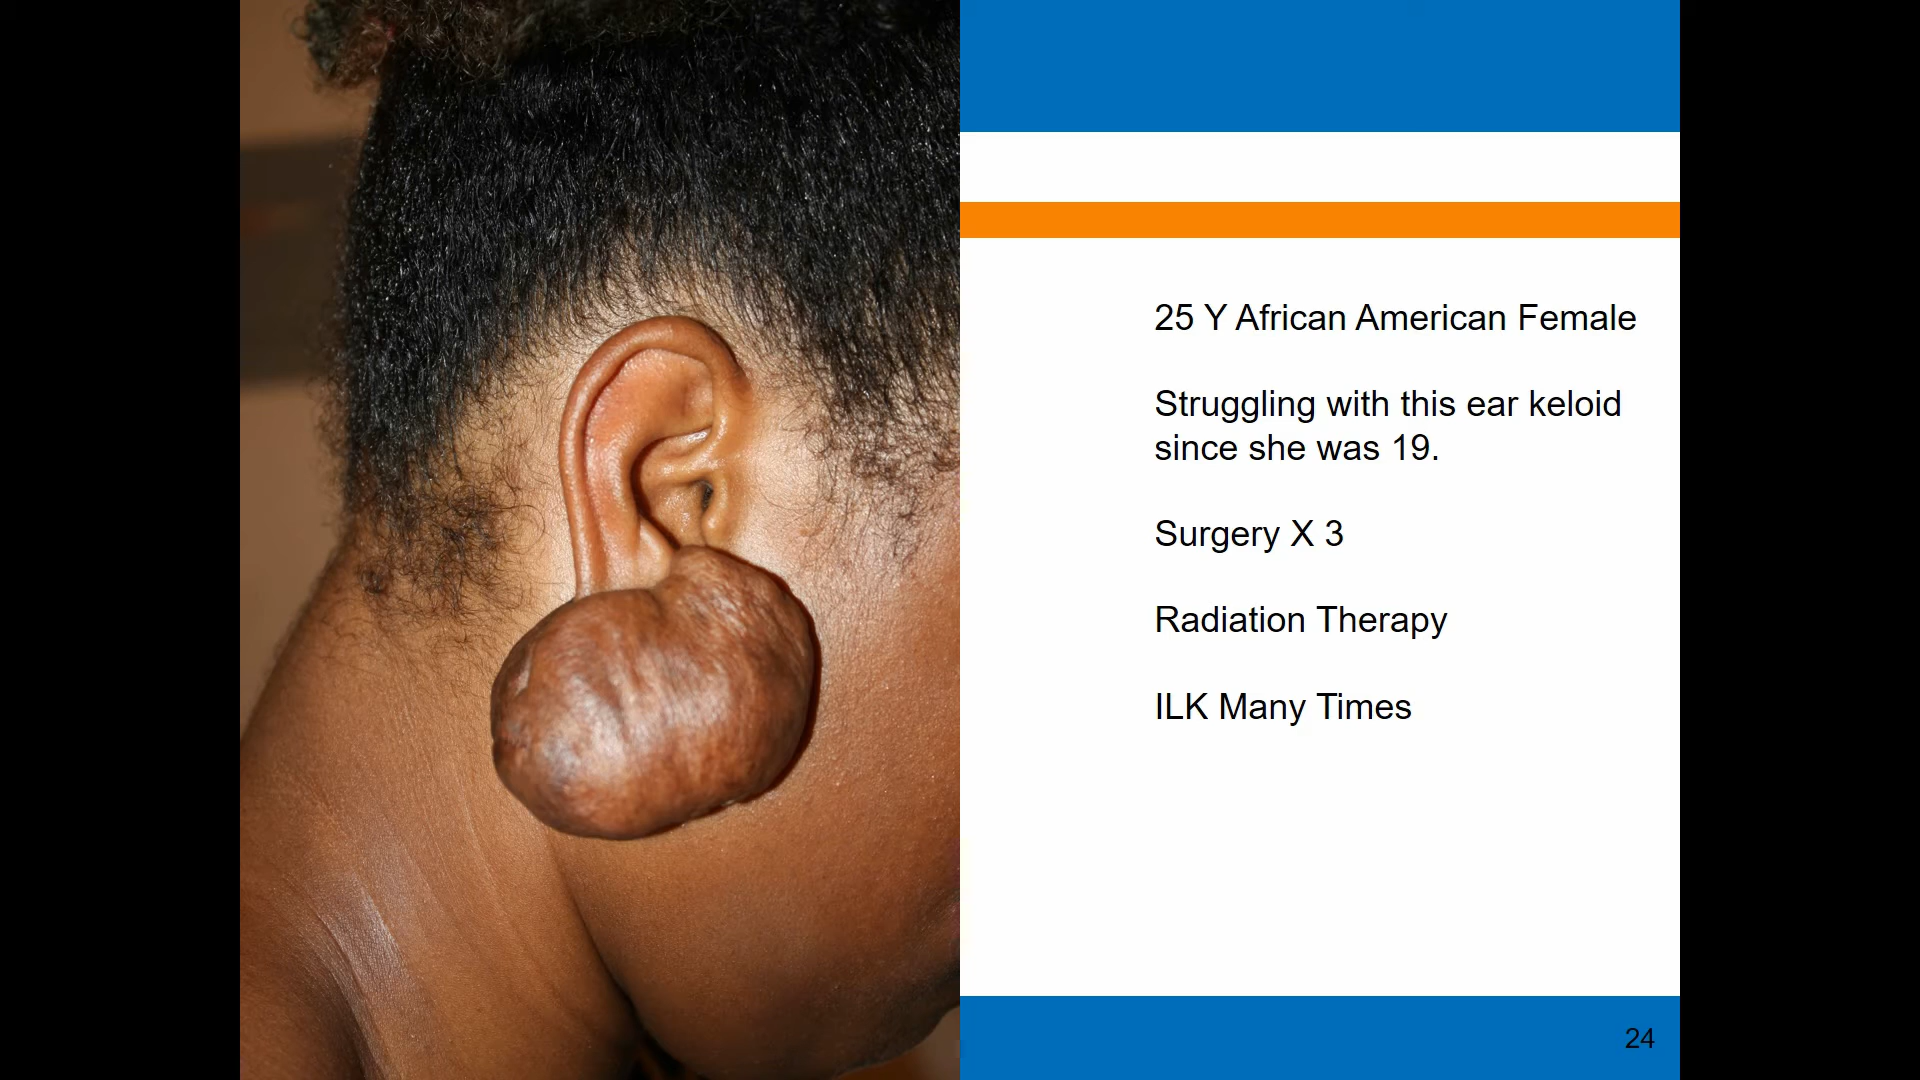 25 Y African American Female
Struggling with this ear keloid
since she was 19.
Surgery X 3
Radiation Therapy
ILK Many Times
24